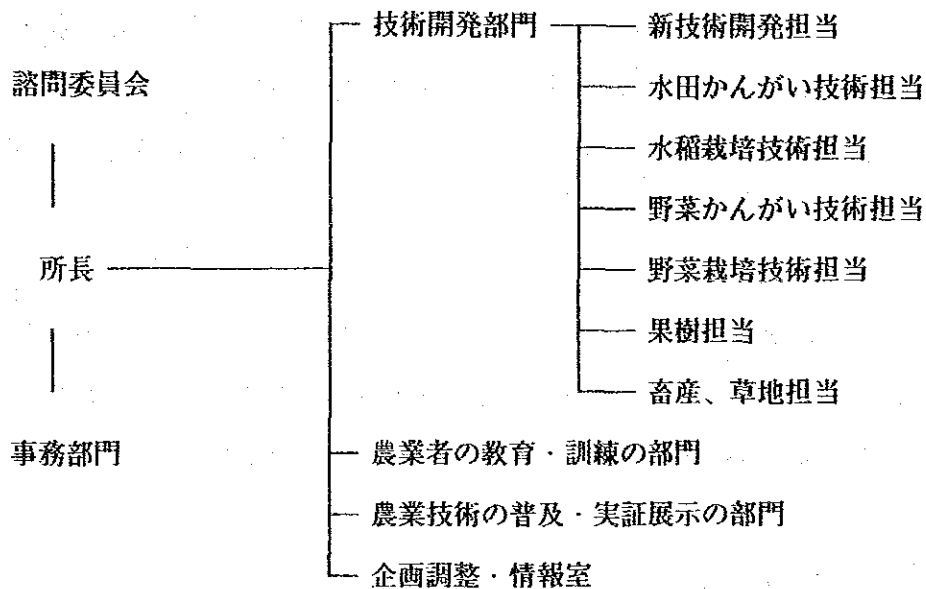 技術開発部門
新技術開発担当
諮問委員会
水田かんがい技術担当
水稲栽培技術担当
野菜かんがい技術担当
所長
野菜栽培技術担当
果樹担当
畜産、草地担当
事務部門
農業者の教育・訓練の部門
農業技術の普及・実証展示の部門
企画調整・情報室